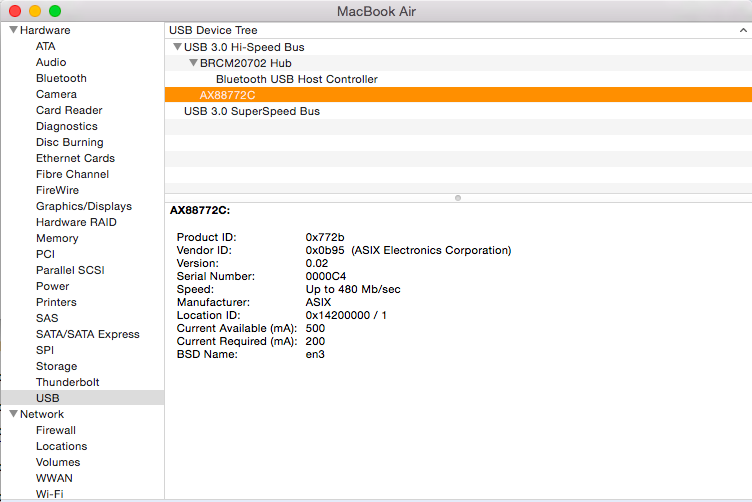 MacBook Air
Hardware
ATA
Audio
Bluetooth
Camera
Card Reader
Diagnostics
Disc Burning
Ethernet Cards
Fibre Channel
FireWire
Graphics/Displays
Hardware RAID
Memory
PCI
Parallel SCSI
Power
Printers
SAS
SATA/SATA Express
SPI
Storage
Thunderbolt
USB
Network
Firewall
Locations
Volumes
WWAN
Wi-Fi
USB Device Tree
USB 3.0 Hi-Speed Bus
BRCM20702 Hub
Bluetooth USB Host Controller
AX88772C
USB 3.0 SuperSpeed Bus
AX88772C:
Product ID: 0x772b
Vendor ID: 0x0b95 (ASIX Electronics Corporation)
Version: 0.02
Serial Number: 0000C4
Speed: Up to 480 Mb/sec
Manufacturer: ASIX
Location ID: 0x14200000 / 1
Current Available (mA): 500
Current Required (mA): 200
BSD Name: en3